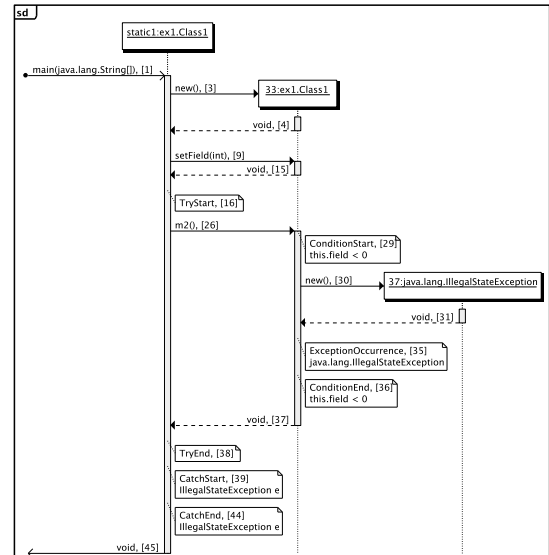 sd
static1:ex1.Class1
main(java.lang.String[]), [1]
new(), [3]
33:ex1.Class1
void, [4]
setField(int), [9]
void, [15]
TryStart, [16]
m2(), [26]
ConditionStart, [29]
this.field < 0
new(), [30]
37:java.lang.IllegalStateException
void, [31]
ExceptionOccurrence, [35]
java.lang.IllegalStateException
ConditionEnd, [36]
this.field < 0
void, [37]
TryEnd, [38]
CatchStart, [39]
IllegalStateException e
CatchEnd, [44]
IllegalStateException e
void, [45]